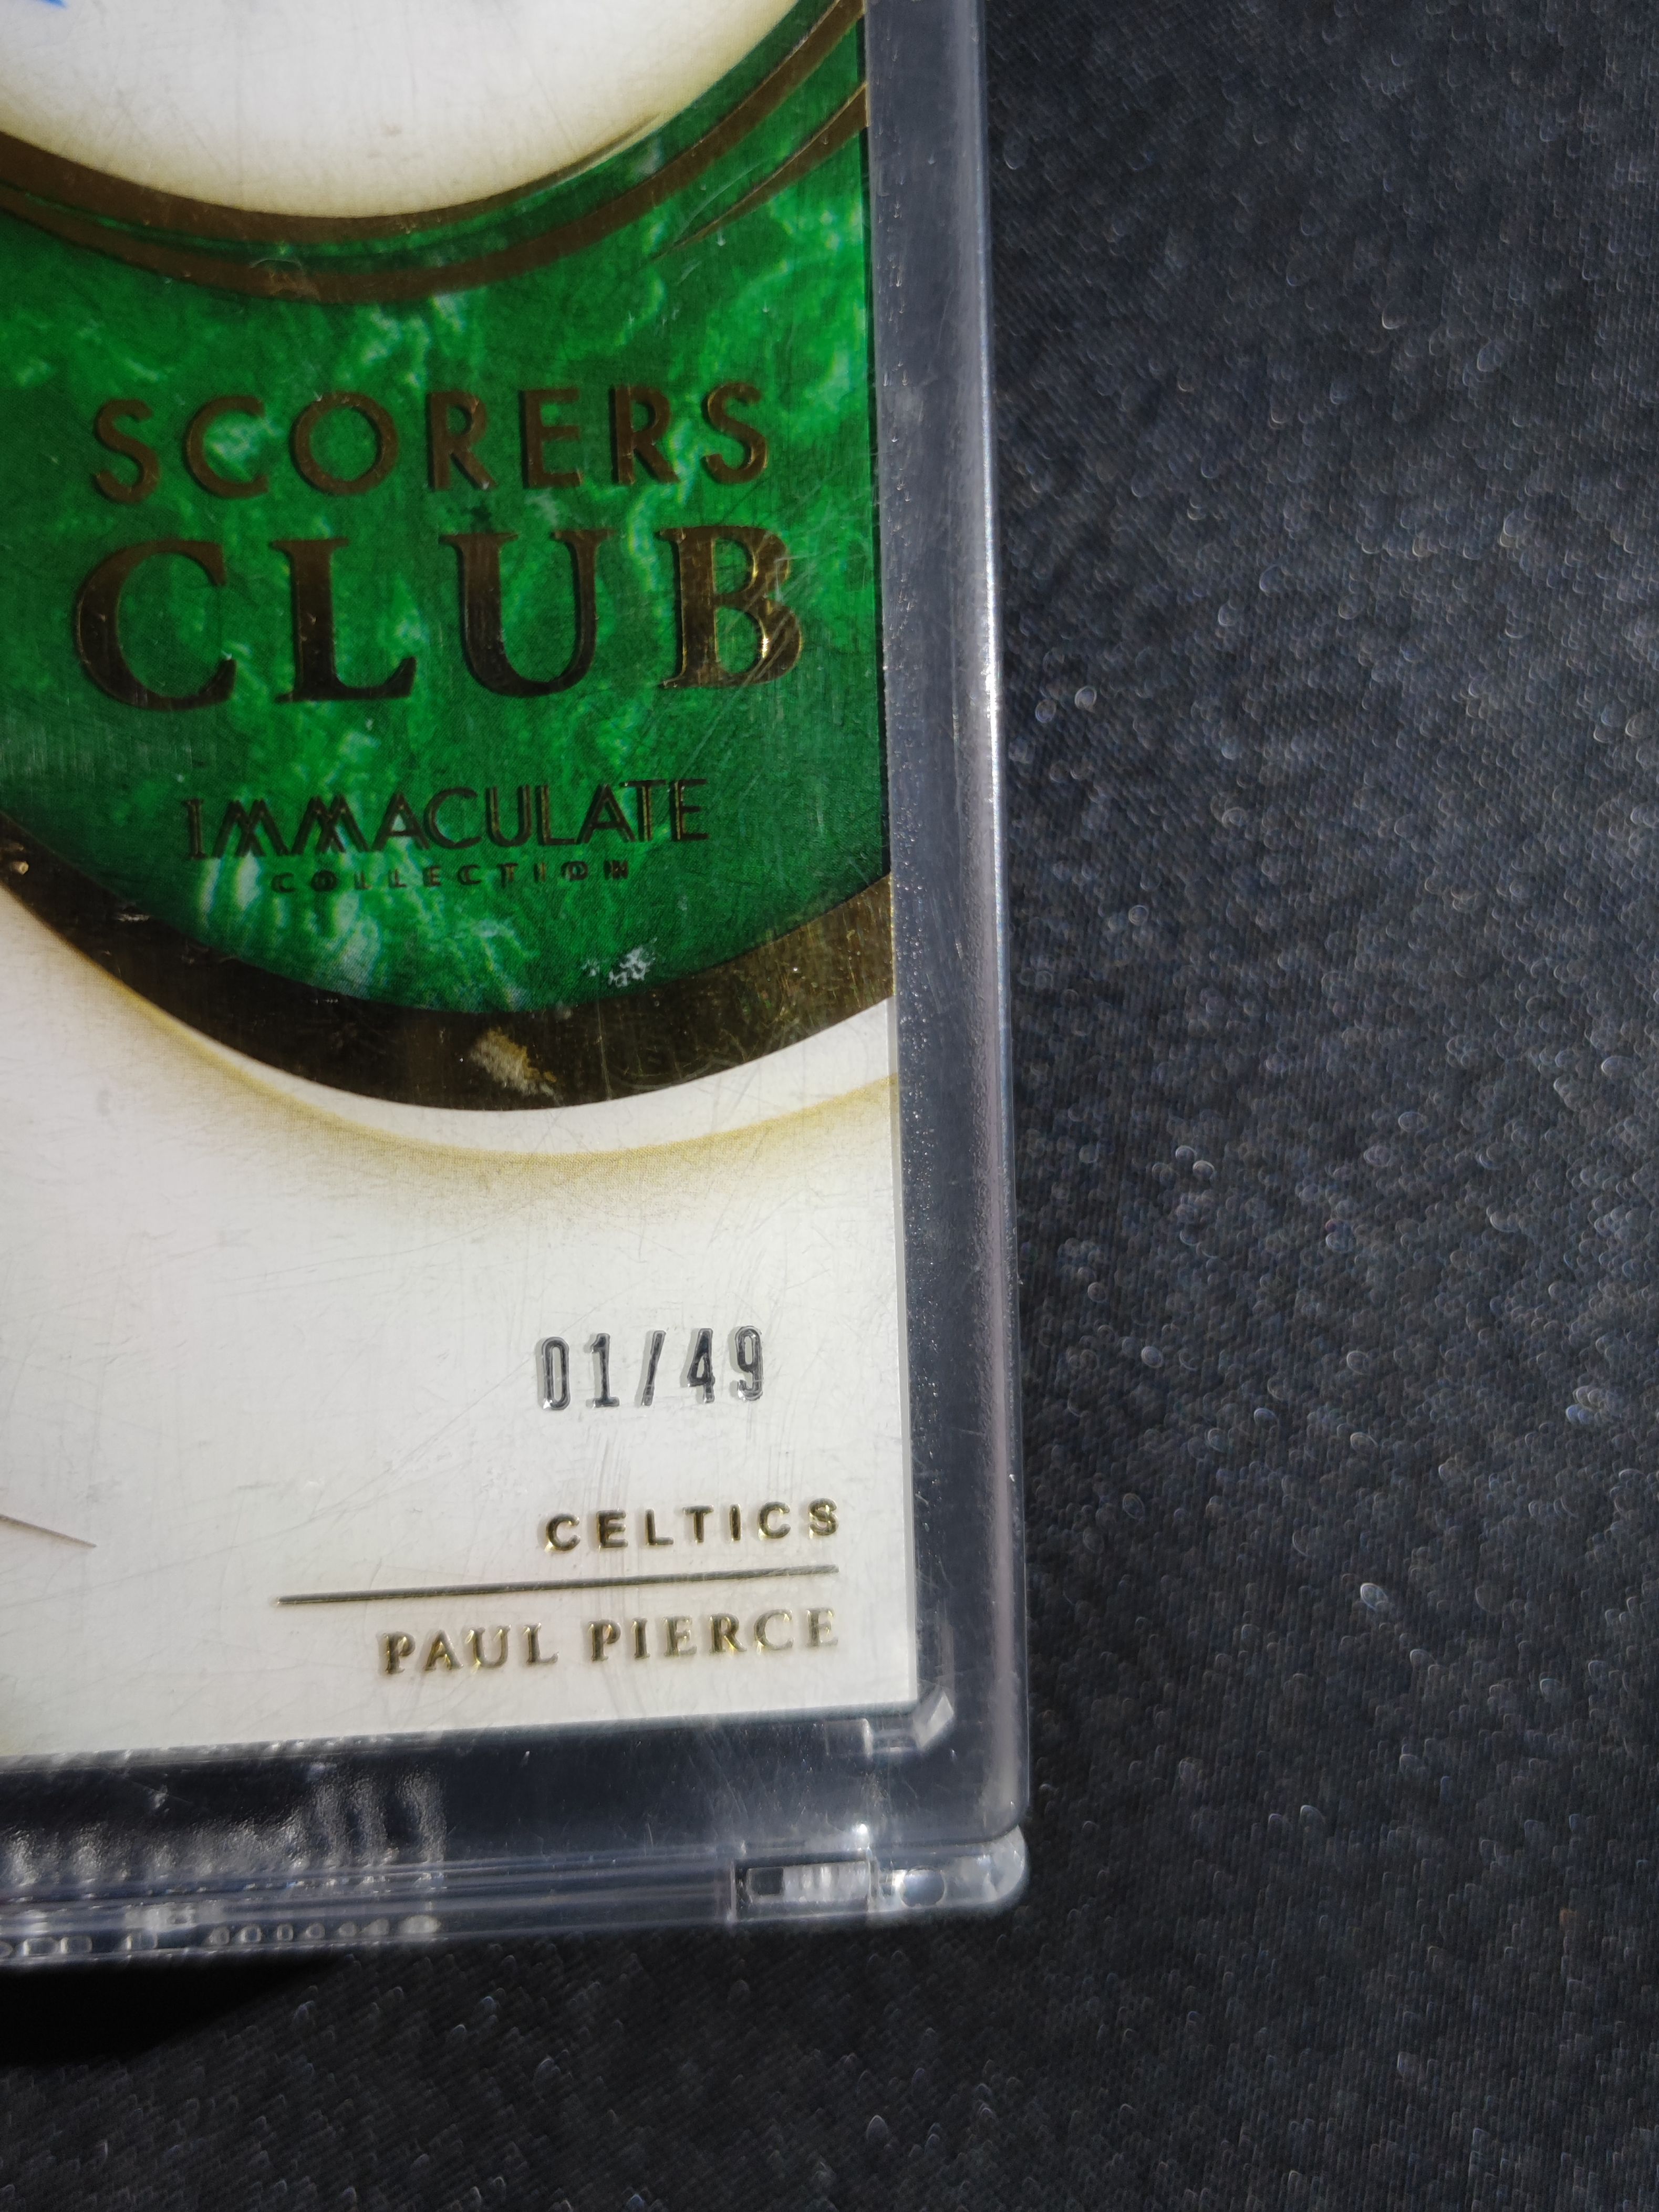 SCORERS
CLUB
IMMACULATE
COLLECTION
01/49
CELTICS
PAUL PIERCE